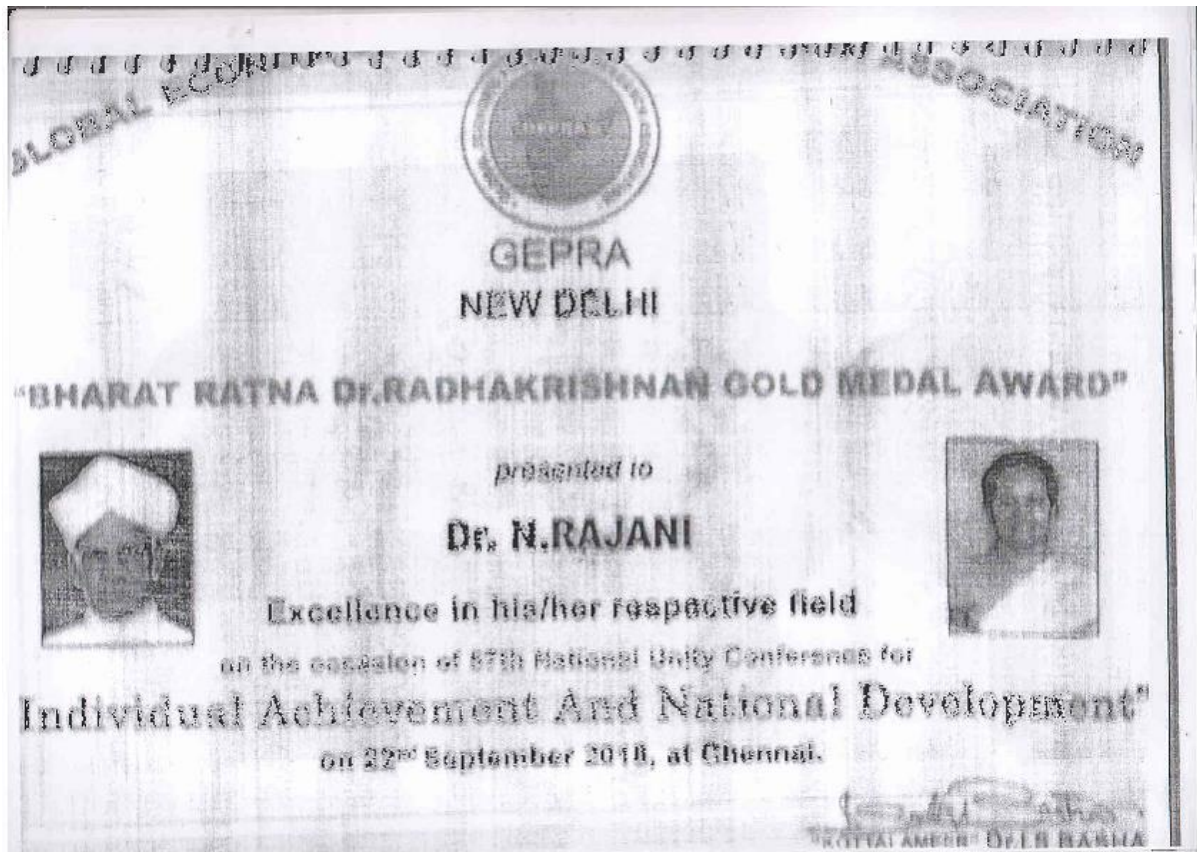 GLOBAL ECONOMIC ASSOCIATION
GEPRA
NEW DELHI
"BHARAT RATNA Dr.RADHAKRISHNAN GOLD MEDAL AWARD"
presented to
Dr. N.RAJANI
Excellence in his/her respective field
on the occasion of 57th National Unity Conference for
Individual Achievement And National Development"
on 22nd September 2018, at Chennai.